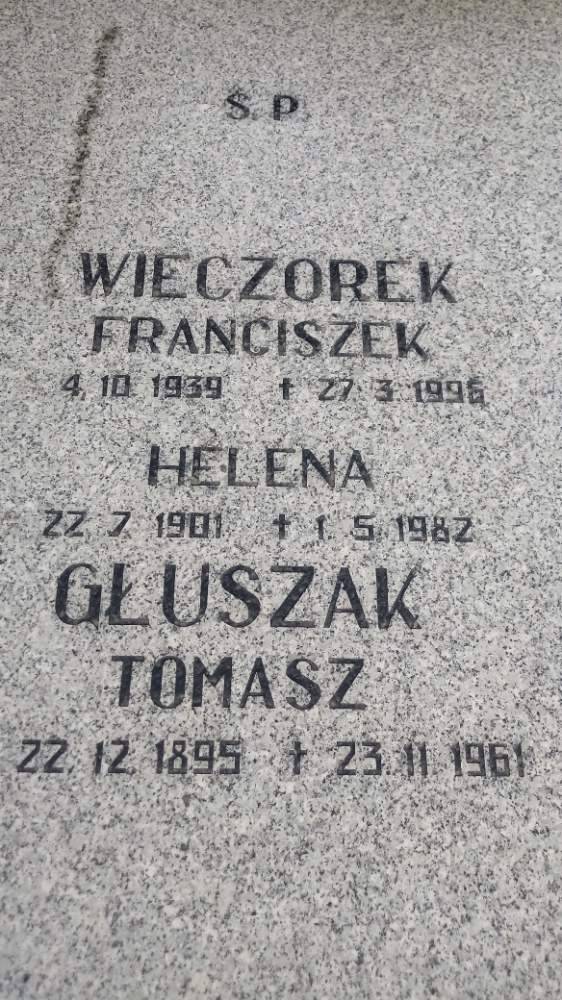 Ś. P
WIECZOREK
FRANCISZEK
4. 10 1939 † 27 3 1996
HELENA
22 7 1901 † 1 5 1982
GŁUSZAK
TOMASZ
22. 12. 1895 † 23. 11 1961